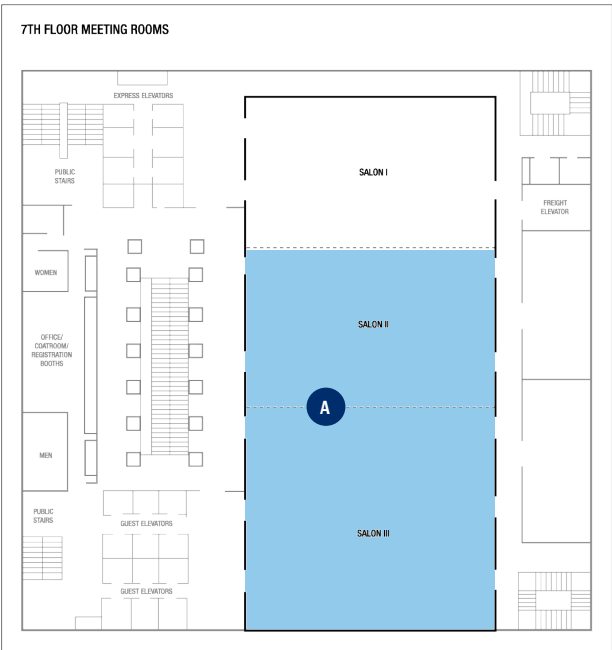 7TH FLOOR MEETING ROOMS
EXPRESS ELEVATORS
PUBLIC
STAIRS
SALON I
FREIGHT
ELEVATOR
WOMEN
SALON II
OFFICE/
COATROOM/
REGISTRATION
BOOTHS
A
MEN
PUBLIC
STAIRS
GUEST ELEVATORS
SALON III
GUEST ELEVATORS